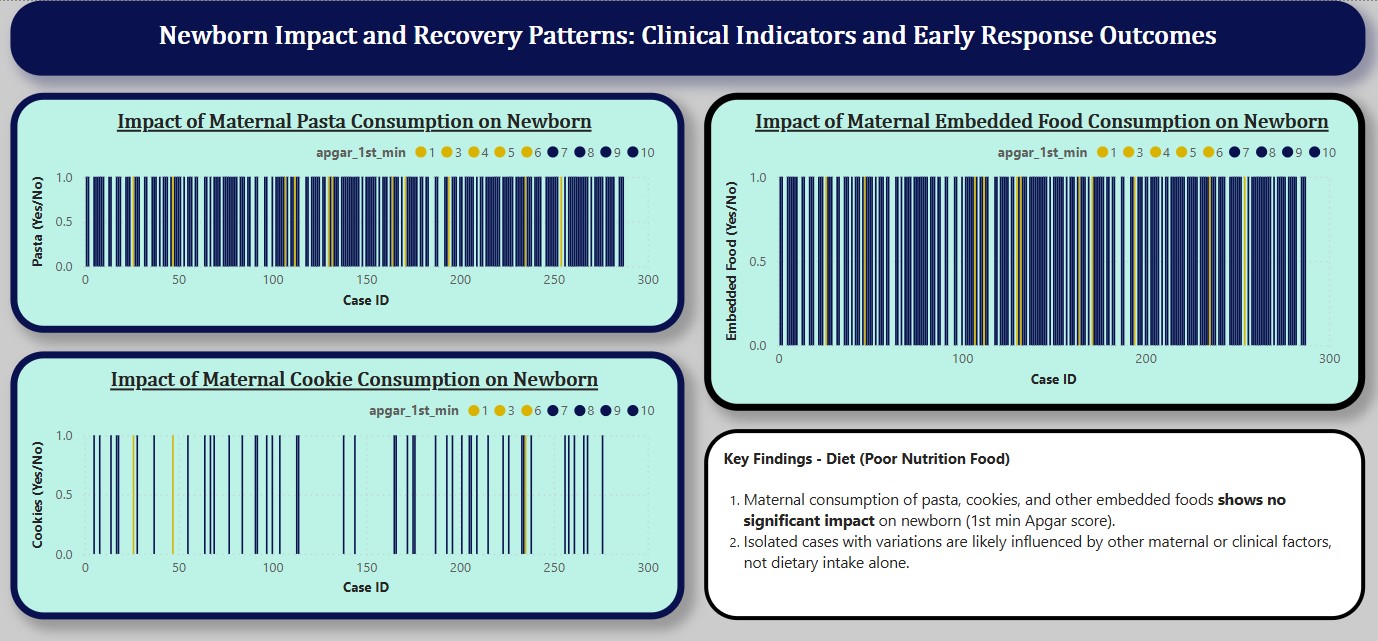 Newborn Impact and Recovery Patterns: Clinical Indicators and Early Response Outcomes
Impact of Maternal Pasta Consumption on Newborn
apgar_1st_min 1 3 4 5 6 7 8 9 10
Pasta (Yes/No)
1.0
0.5
0.0
0 50 100 150 200 250 300
Case ID
Impact of Maternal Cookie Consumption on Newborn
apgar_1st_min 1 3 6 7 8 9 10
Cookies (Yes/No)
1.0
0.5
0.0
0 50 100 150 200 250 300
Case ID
Impact of Maternal Embedded Food Consumption on Newborn
apgar_1st_min 1 3 4 5 6 7 8 9 10
Embedded Food (Yes/No)
1.0
0.5
0.0
0 100 200 300
Case ID
Key Findings - Diet (Poor Nutrition Food)
1. Maternal consumption of pasta, cookies, and other embedded foods shows no
significant impact on newborn (1st min Apgar score).
2. Isolated cases with variations are likely influenced by other maternal or clinical factors,
not dietary intake alone.